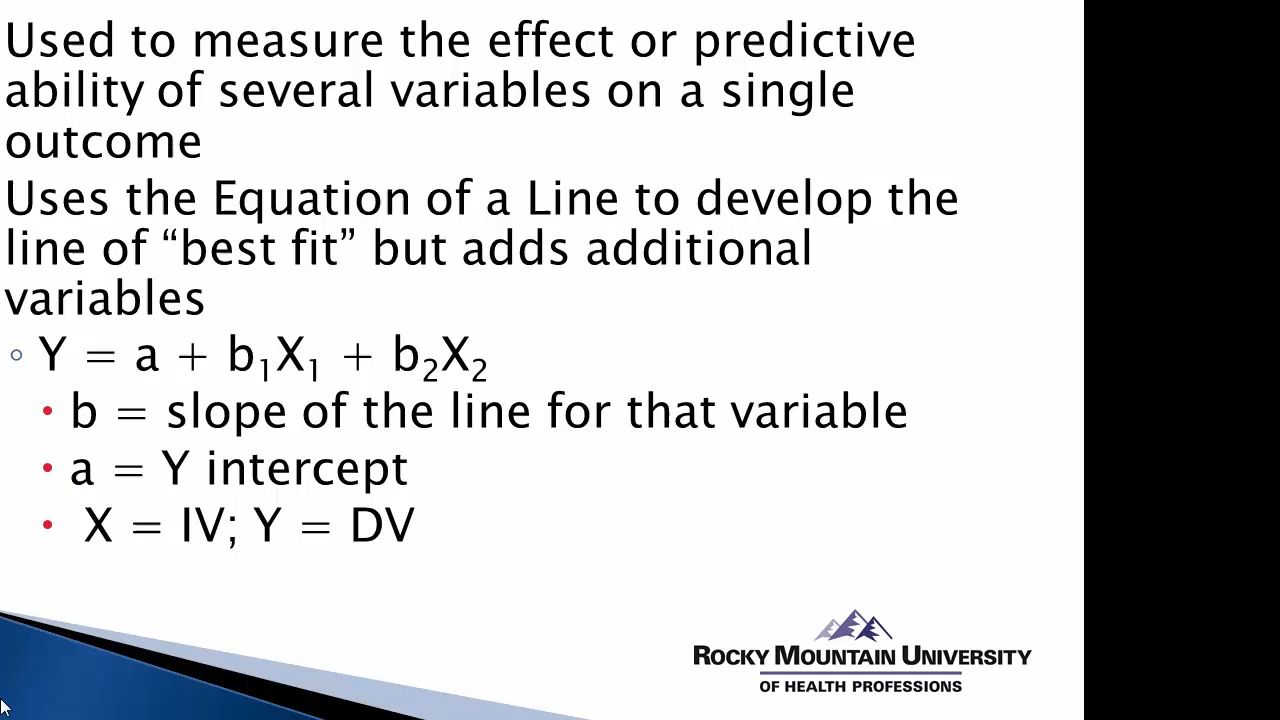 Used to measure the effect or predictive
ability of several variables on a single
outcome
Uses the Equation of a Line to develop the
line of “best fit” but adds additional
variables
◦ Y = a + b₁X₁ + b₂X₂
• b = slope of the line for that variable
• a = Y intercept
• X = IV; Y = DV
ROCKY MOUNTAIN UNIVERSITY
OF HEALTH PROFESSIONS